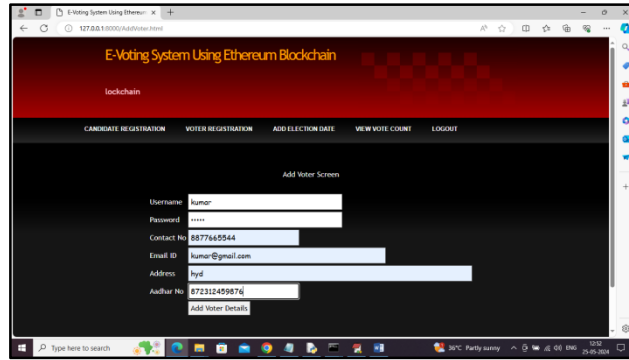 E-Voting System Using Ethereum
127.0.0.1:8000/AddVoter.html
E-Voting System Using Ethereum Blockchain
lockchain
CANDIDATE REGISTRATION VOTER REGISTRATION ADD ELECTION DATE VIEW VOTE COUNT LOGOUT
Add Voter Screen
Username kumar
Password •••••
Contact No 8877665544
Email ID kumar@gmail.com
Address hyd
Aadhar No 872312459876
Add Voter Details
Type here to search 36°C Partly sunny ENG 12:52
25-05-2024